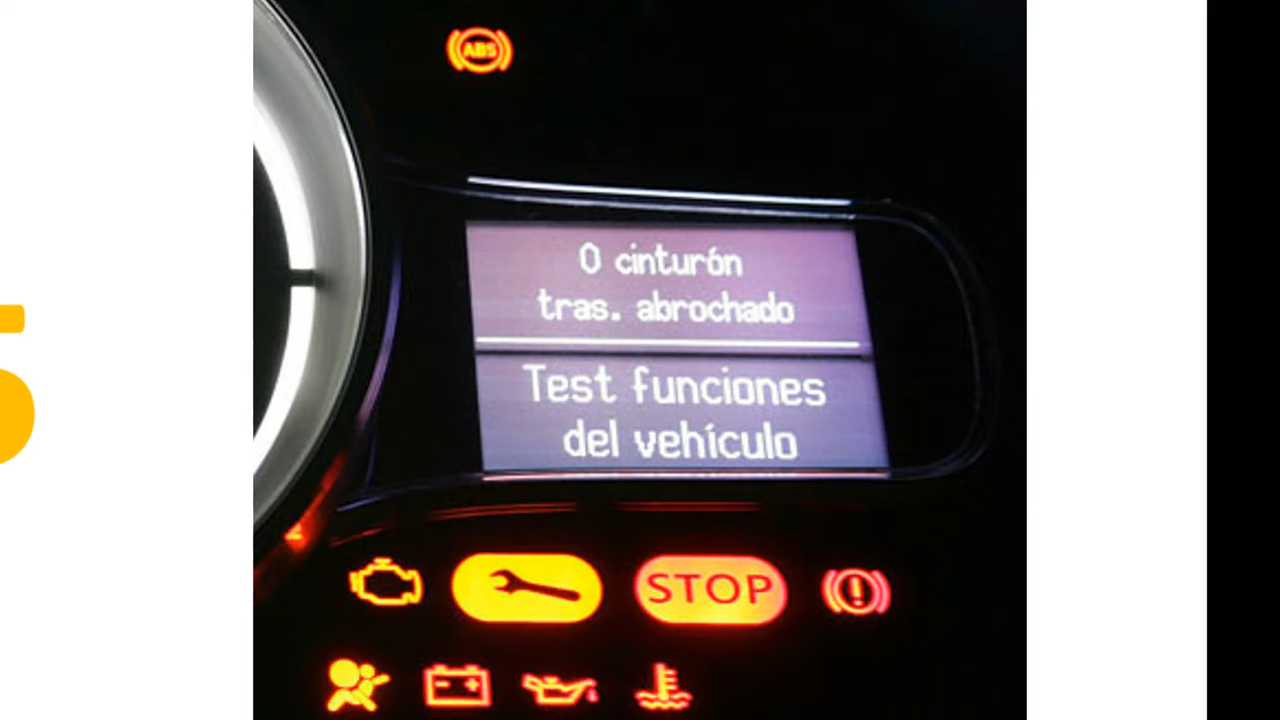 ABS
0 cinturón
tras. abrochado
Test funciones
del vehículo
STOP